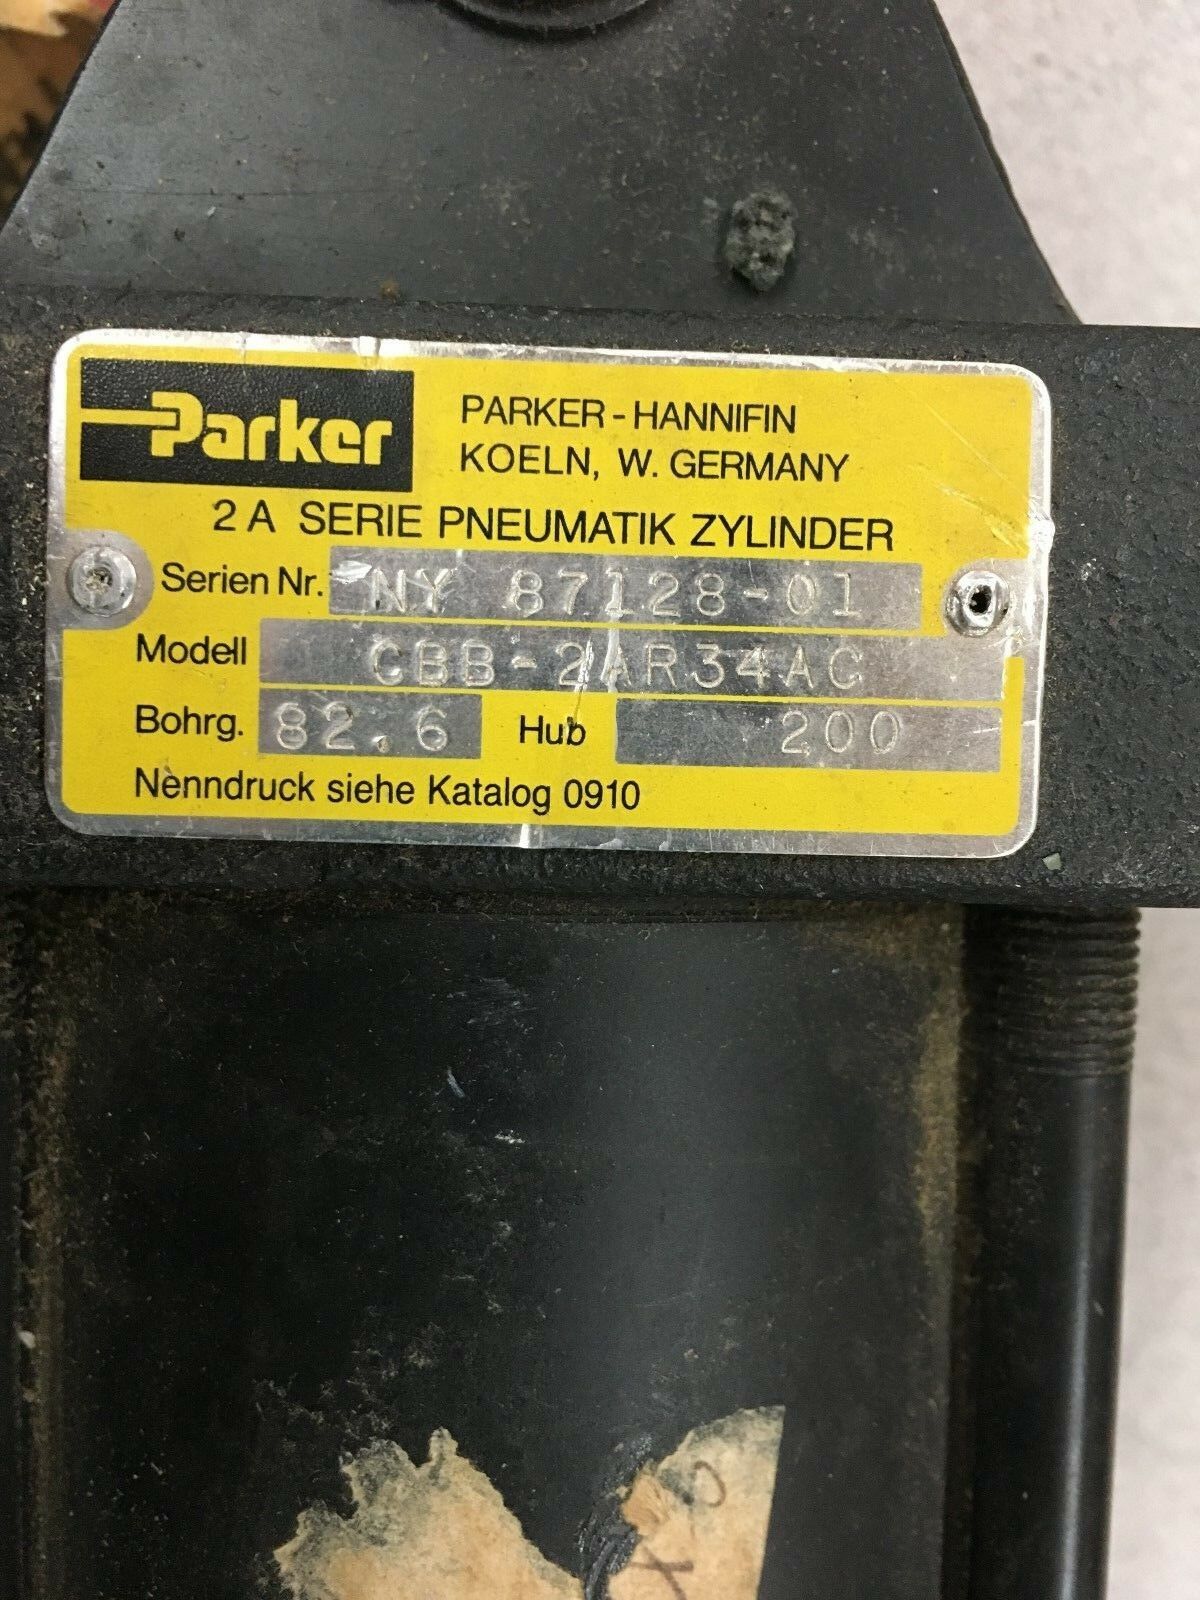 Parker
PARKER-HANNIFIN
KOELN, W. GERMANY
2A SERIE PNEUMATIK ZYLINDER
Serien Nr. NY 87128-01
Modell CBB-2AR34AC
Bohrg. 82.6 Hub 200
Nenndruck siehe Katalog 0910